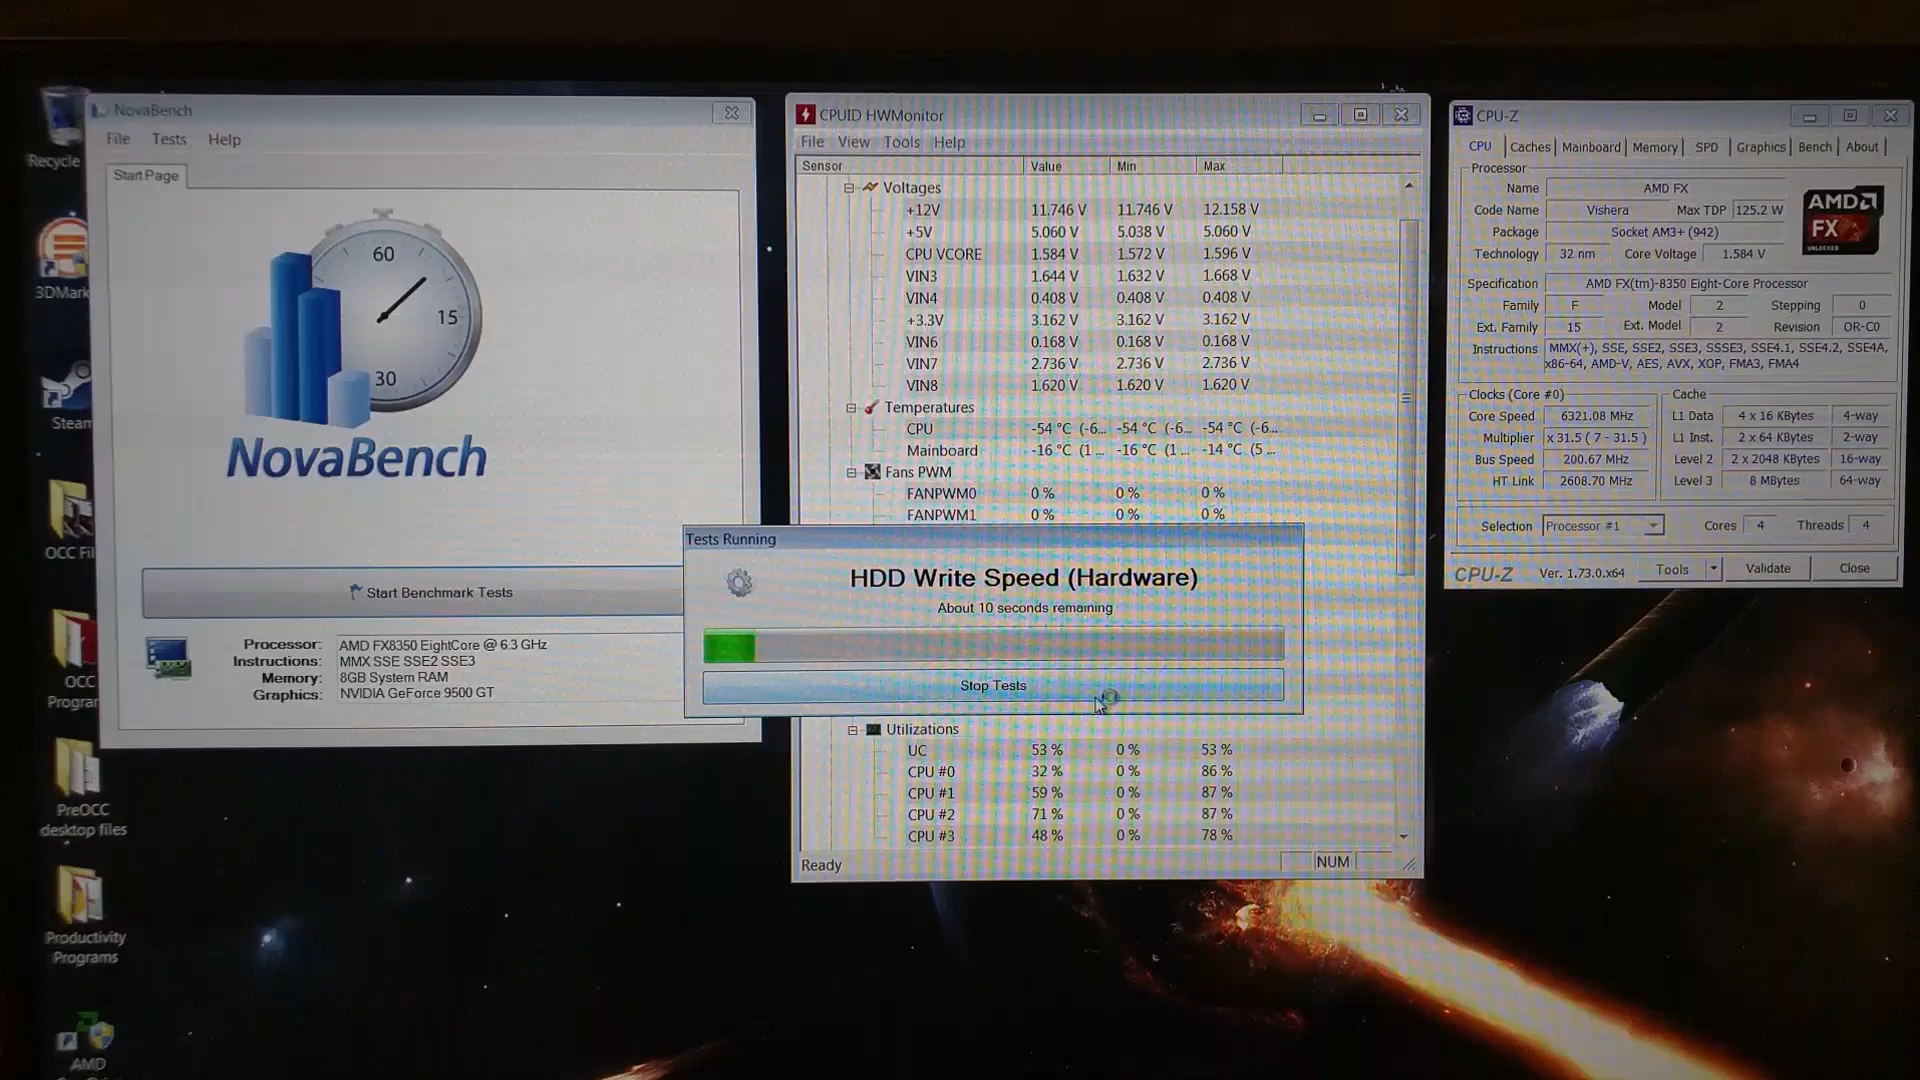 Recycle
3DMark
Steam
OCC Fil
OCC
Program
PreOCC
desktop files
Productivity
Programs
AMD
NovaBench
File Tests Help
Start Page
60
15
30
NovaBench
Start Benchmark Tests
Processor: AMD FX8350 EightCore @ 6.3 GHz
Instructions: MMX SSE SSE2 SSE3
Memory: 8GB System RAM
Graphics: NVIDIA GeForce 9500 GT
CPUID HWMonitor
File View Tools Help
Sensor Value Min Max
Voltages
+12V 11.746 V 11.746 V 12.158 V
+5V 5.060 V 5.038 V 5.060 V
CPU VCORE 1.584 V 1.572 V 1.596 V
VIN3 1.644 V 1.632 V 1.668 V
VIN4 0.408 V 0.408 V 0.408 V
+3.3V 3.162 V 3.162 V 3.162 V
VIN6 0.168 V 0.168 V 0.168 V
VIN7 2.736 V 2.736 V 2.736 V
VIN8 1.620 V 1.620 V 1.620 V
Temperatures
CPU -54 °C (-6... -54 °C (-6... -54 °C (-6...
Mainboard -16 °C (1 ... -16 °C (1 ... -14 °C (5 ...
Fans PWM
FANPWM0 0 % 0 % 0 %
FANPWM1 0 % 0 % 0 %
Tests Running
HDD Write Speed (Hardware)
About 10 seconds remaining
Stop Tests
Utilizations
UC 53 % 0 % 53 %
CPU #0 32 % 0 % 86 %
CPU #1 59 % 0 % 87 %
CPU #2 71 % 0 % 87 %
CPU #3 48 % 0 % 78 %
Ready NUM
CPU-Z
CPU Caches Mainboard Memory SPD Graphics Bench About
Processor
Name AMD FX
Code Name Vishera Max TDP 125.2 W
Package Socket AM3+ (942)
Technology 32 nm Core Voltage 1.584 V
AMD
FX
UNLOCKED
Specification AMD FX(tm)-8350 Eight-Core Processor
Family F Model 2 Stepping 0
Ext. Family 15 Ext. Model 2 Revision OR-C0
Instructions MMX(+), SSE, SSE2, SSE3, SSSE3, SSE4.1, SSE4.2, SSE4A,
x86-64, AMD-V, AES, AVX, XOP, FMA3, FMA4
Clocks (Core #0)
Core Speed 6321.08 MHz
Multiplier x 31.5 ( 7 - 31.5 )
Bus Speed 200.67 MHz
HT Link 2608.70 MHz
Cache
L1 Data 4 x 16 KBytes 4-way
L1 Inst. 2 x 64 KBytes 2-way
Level 2 2 x 2048 KBytes 16-way
Level 3 8 MBytes 64-way
Selection Processor #1 Cores 4 Threads 4
CPU-Z Ver. 1.73.0.x64 Tools Validate Close